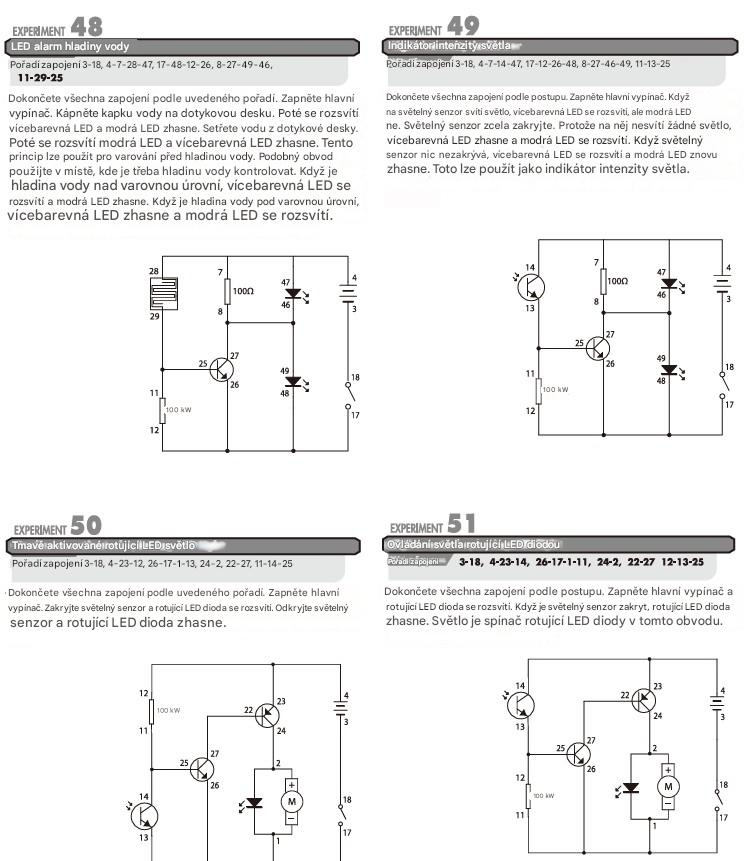 EXPERIMENT 48
LED alarm hladiny vody
Pořadí zapojení 3-18, 4-7-28-47, 17-48-12-26, 8-27-49-46,
11-29-25
Dokončete všechna zapojení podle uvedeného pořadí. Zapněte hlavní
vypínač. Kápněte kapku vody na dotykovou desku. Poté se rozsvítí
vícebarevná LED a modrá LED zhasne. Setřete vodu z dotykové desky.
Poté se rozsvítí modrá LED a vícebarevná LED zhasne. Tento
princip lze použít pro varování před hladinou vody. Podobný obvod
použijte v místě, kde je třeba hladinu vody kontrolovat. Když je
hladina vody nad varovnou úrovní, vícebarevná LED se
rozsvítí a modrá LED zhasne. Když je hladina vody pod varovnou úrovní,
vícebarevná LED zhasne a modrá LED se rozsvítí.
28
7
47
4
100Ω
46
3
29
8
27
25
49
26
48
18
11
100 kW
12
17
EXPERIMENT 49
Indikátor intenzity světla
Pořadí zapojení 3-18, 4-7-14-47, 17-12-26-48, 8-27-46-49, 11-13-25
Dokončete všechna zapojení podle postupu. Zapněte hlavní vypínač. Když
na světelný sensor svítí světlo, vícebarevná LED se rozsvítí, ale modrá LED
ne. Světelný sensor zcela zakryjte. Protože na něj nesvítí žádné světlo,
vícebarevná LED zhasne a modrá LED se rozsvítí. Když světelný
senzor nic nezakrývá, vícebarevná LED se rozsvítí a modrá LED znovu
zhasne. Toto lze použít jako indikátor intenzity světla.
14
7
47
4
100Ω
46
3
13
8
27
25
26
49
48
18
11
100 kW
12
17
EXPERIMENT 50
Tmavě aktivované rotující LED světlo
Pořadí zapojení 3-18, 4-23-12, 26-17-1-13, 24-2, 22-27, 11-14-25
Dokončete všechna zapojení podle uvedeného pořadí. Zapněte hlavní
vypínač. Zakryjte světelný senzor a rotující LED dioda se rozsvítí. Odkryjte světelný
senzor a rotující LED dioda zhasne.
12
100 kW
11
22
23
24
4
3
27
25
26
2
+
M
−
1
14
13
18
17
EXPERIMENT 51
Ovládání světla rotující LED diodou
Pořadí zapojení 3-18, 4-23-14, 26-17-1-11, 24-2, 22-27 12-13-25
Dokončete všechna zapojení podle postupu. Zapněte hlavní vypínač a
rotující LED dioda se rozsvítí. Když je světelný senzor zakryt, rotující LED dioda
zhasne. Světlo je spínač rotující LED diody v tomto obvodu.
14
13
22
23
24
4
3
27
25
26
2
+
M
−
1
12
100 kW
11
18
17